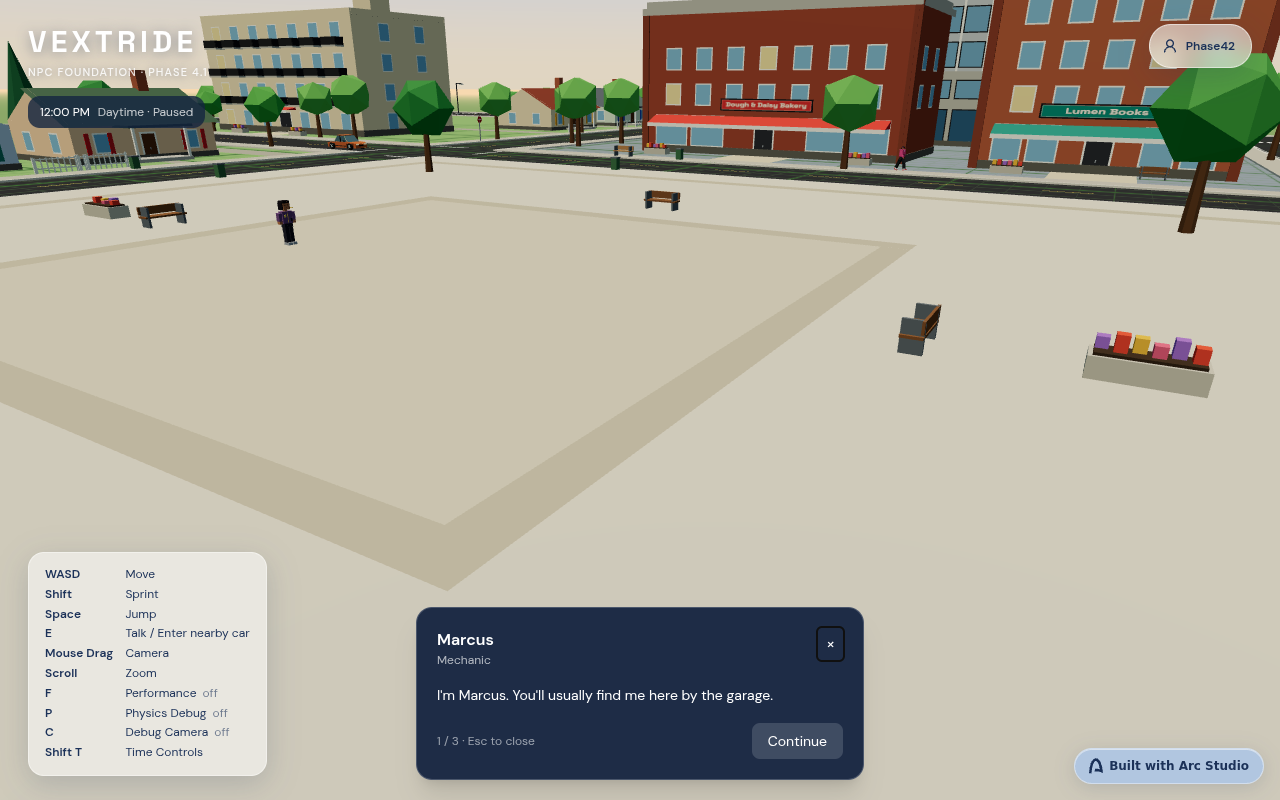 VEXTRIDE
NPC FOUNDATION · PHASE 4.1
12:00 PM Daytime · Paused
Phase42
Dough & Daisy Bakery
Lumen Books
WASD Move
Shift Sprint
Space Jump
E Talk / Enter nearby car
Mouse Drag Camera
Scroll Zoom
F Performance off
P Physics Debug off
C Debug Camera off
Shift T Time Controls
Marcus
×
Mechanic
I'm Marcus. You'll usually find me here by the garage.
1 / 3 · Esc to close
Continue
Built with Arc Studio